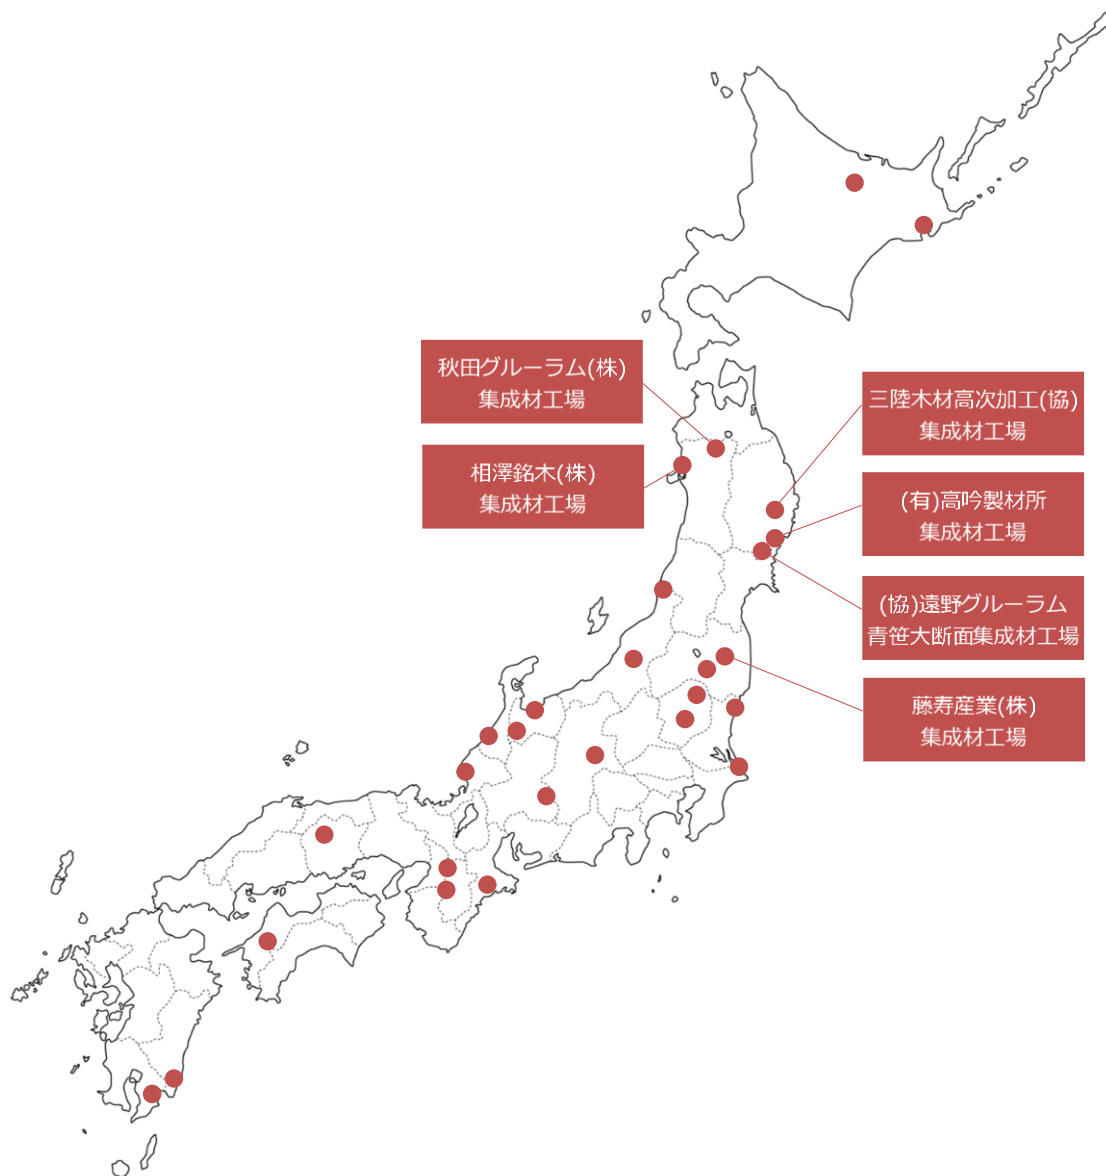 秋田グルーラム(株)
集成材工場
相澤銘木(株)
集成材工場
三陸木材高次加工(協)
集成材工場
(有)高吟製材所
集成材工場
(協)遠野グルーラム
青笹大断面集成材工場
藤寿産業(株)
集成材工場